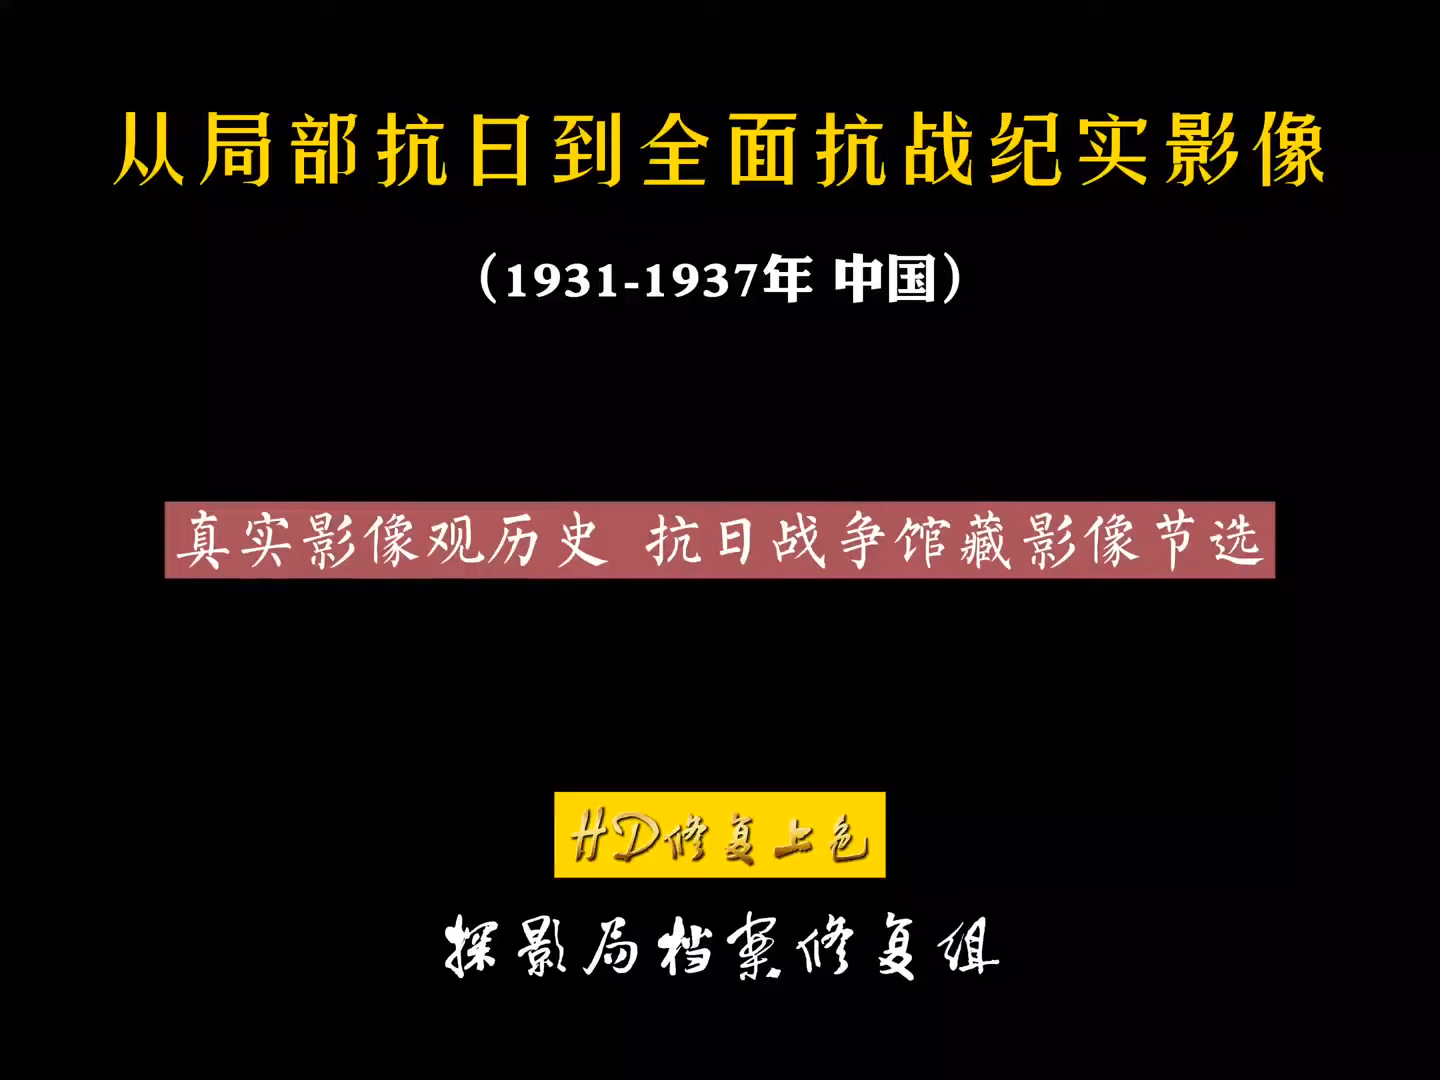 从局部抗日到全面抗战纪实影像
（1931-1937年 中国）
真实影像观历史 抗日战争馆藏影像节选
HD修复上色
探影局档案修复组